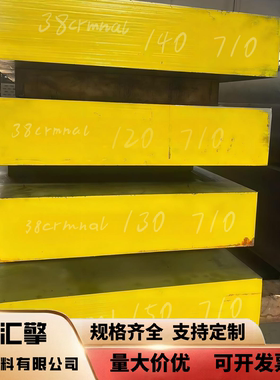 38crmnal 140 710
38crmnal 120 710
38crmnal 130 710
38crmnal 150 710
汇擎
规格齐全 支持定制
料有限公司
量大价优 可开发